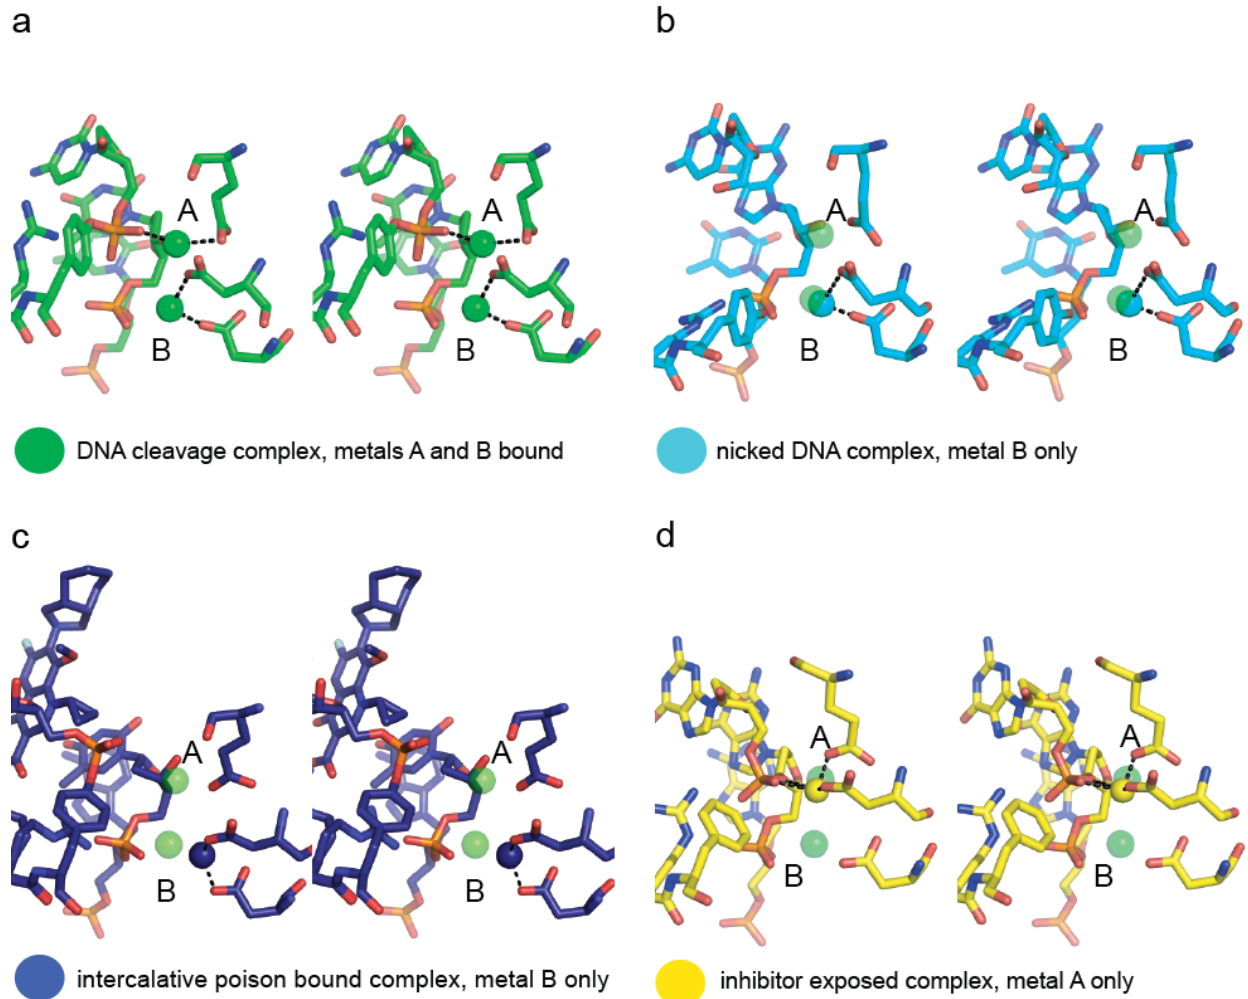 a
b
A
A
B
B
A
A
B
B
DNA cleavage complex, metals A and B bound
nicked DNA complex, metal B only
c
d
A
A
B
B
A
A
B
B
intercalative poison bound complex, metal B only
inhibitor exposed complex, metal A only